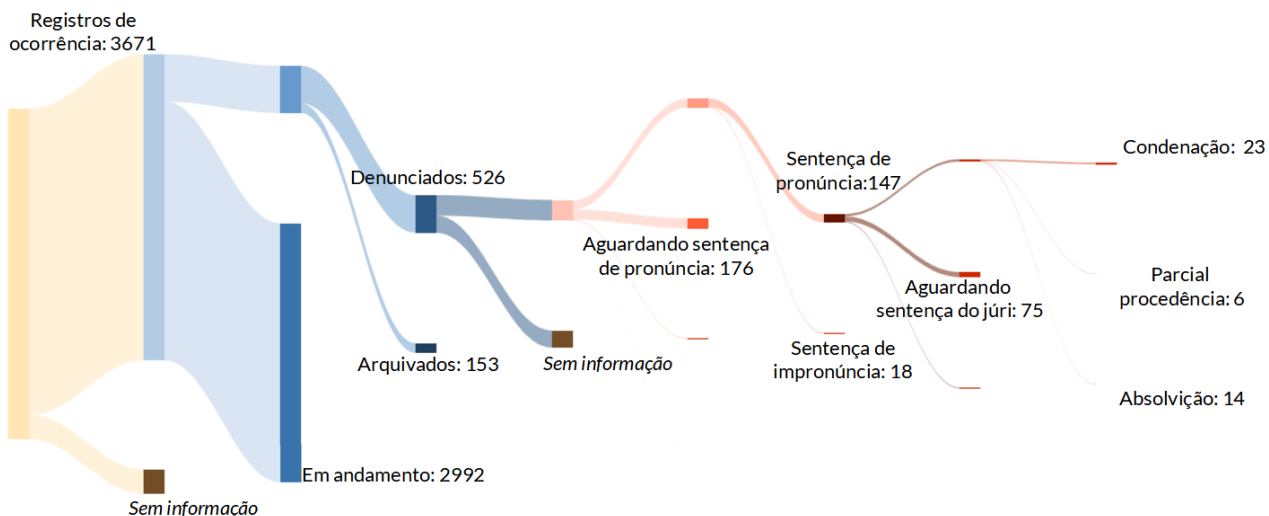 Registros de
ocorrência: 3671
Sem informação
Em andamento: 2992
Denunciados: 526
Arquivados: 153
Sem informação
Aguardando sentença
de pronúncia: 176
Sentença de
pronúncia:147
Sentença de
impronúncia: 18
Aguardando
sentença do júri: 75
Condenação: 23
Parcial
procedência: 6
Absolvição: 14